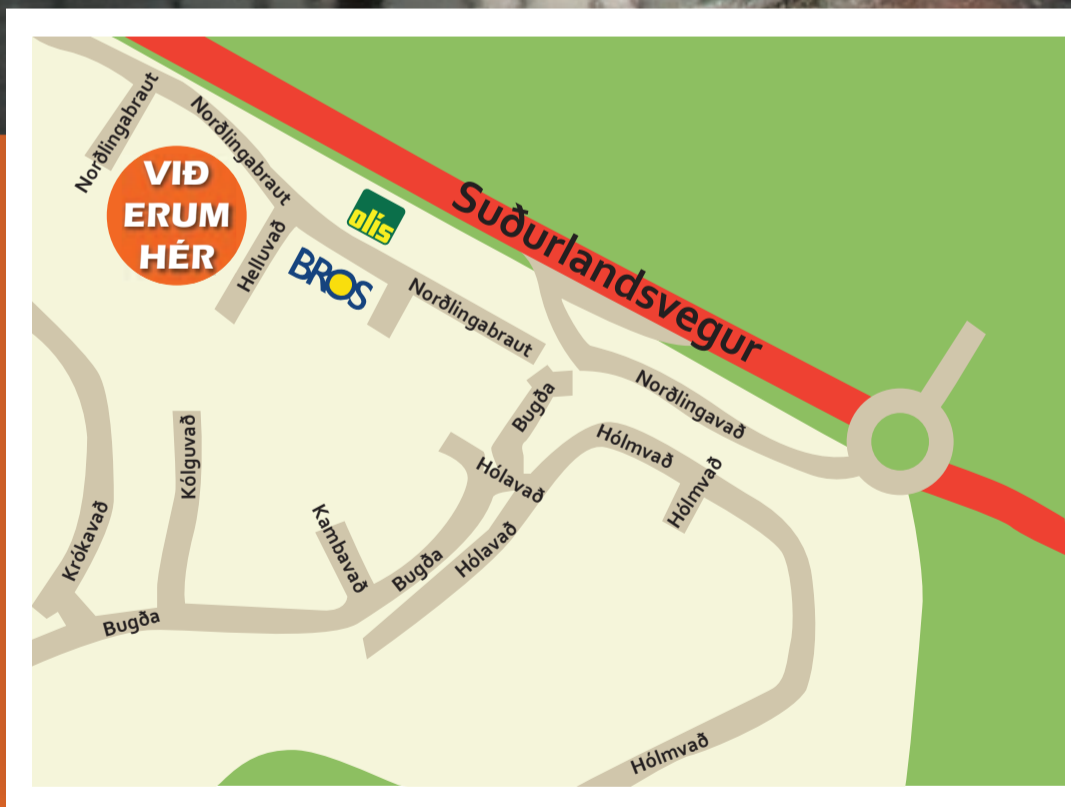 Norðlingabraut
Norðlingabraut
VIÐ
ERUM
HÉR
Helluvað
olís
BROS
Suðurlandsvegur
Norðlingabraut
Norðlingavað
Bugða
Hólmvað
Hólmvað
Hólavað
Kólguvað
Kambavað
Krókavað
Bugða
Hólavað
Bugða
Hólmvað